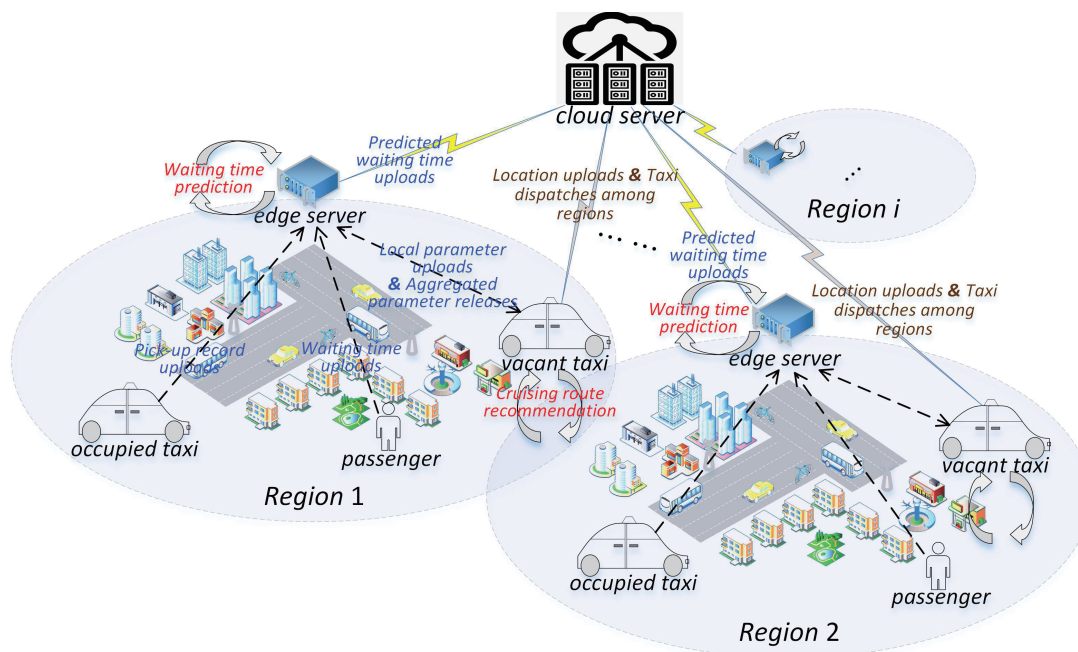 cloud server
Predicted
waiting time
uploads
Waiting time
prediction
edge server
Location uploads & Taxi
dispatches among
regions
...
Region i
... ...
Local parameter
uploads
& Aggregated
parameter releases
Pick-up record
uploads
Waiting time uploads
vacant taxi
Cruising route
recommendation
occupied taxi
passenger
Region 1
Predicted
waiting time
uploads
Waiting time
prediction
edge server
Location uploads & Taxi
dispatches among
regions
vacant taxi
occupied taxi
passenger
Region 2